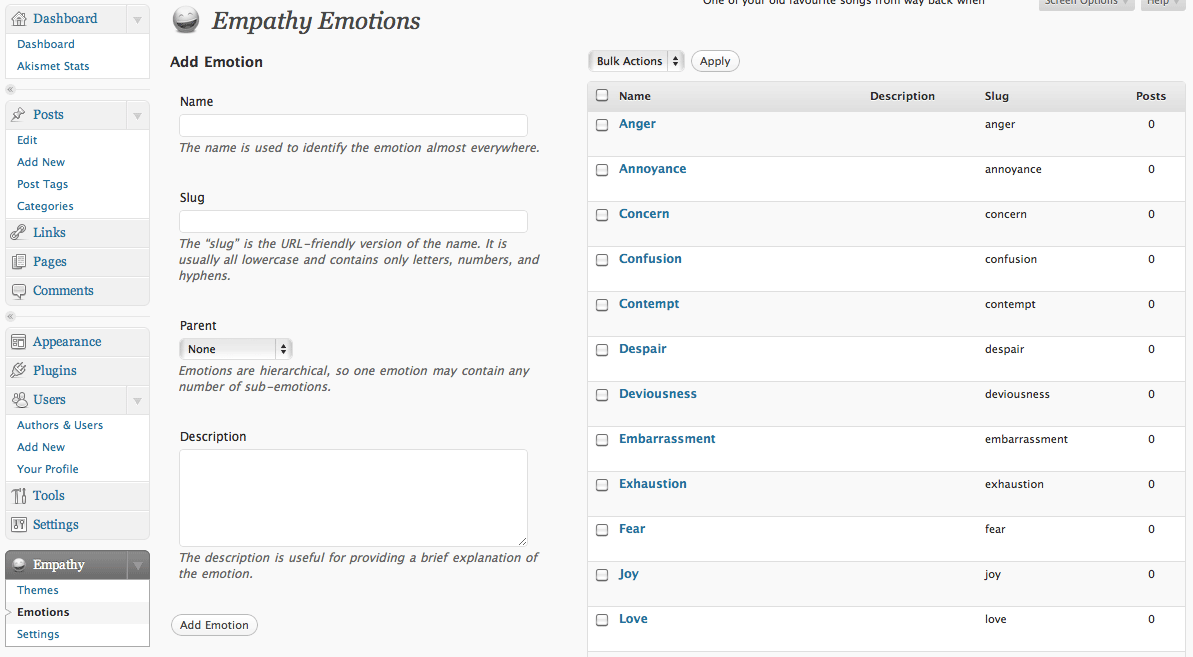 Dashboard
Dashboard
Akismet Stats
Posts
Edit
Add New
Post Tags
Categories
Links
Pages
Comments
Appearance
Plugins
Users
Authors & Users
Add New
Your Profile
Tools
Settings
Empathy
Themes
Emotions
Settings
One of your old favourite songs from way back when
Screen Options
Help
Empathy Emotions
Add Emotion
Name
The name is used to identify the emotion almost everywhere.
Slug
The “slug” is the URL-friendly version of the name. It is
usually all lowercase and contains only letters, numbers, and
hyphens.
Parent
None
Emotions are hierarchical, so one emotion may contain any
number of sub-emotions.
Description
The description is useful for providing a brief explanation of
the emotion.
Add Emotion
Bulk Actions Apply
Name Description Slug Posts
Anger anger 0
Annoyance annoyance 0
Concern concern 0
Confusion confusion 0
Contempt contempt 0
Despair despair 0
Deviousness deviousness 0
Embarrassment embarrassment 0
Exhaustion exhaustion 0
Fear fear 0
Joy joy 0
Love love 0